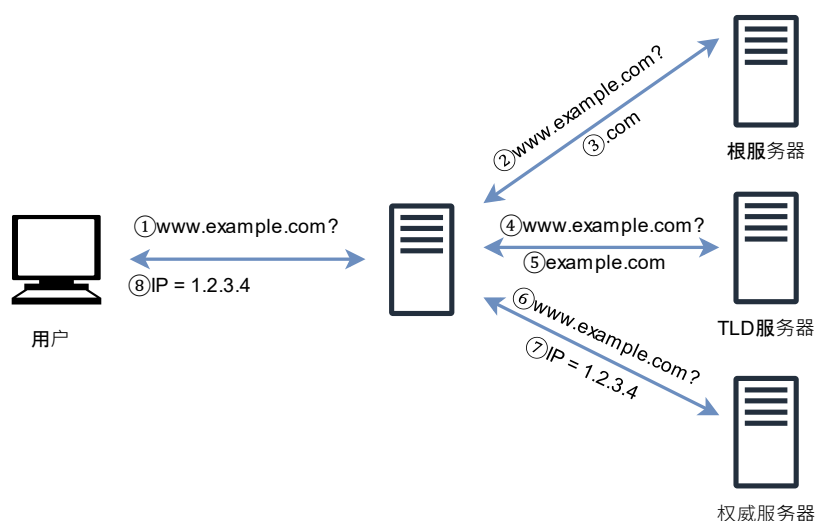 ①www.example.com?
⑧IP = 1.2.3.4
用户
②www.example.com?
③.com
根服务器
④www.example.com?
⑤example.com
TLD服务器
⑥www.example.com?
⑦IP = 1.2.3.4
权威服务器